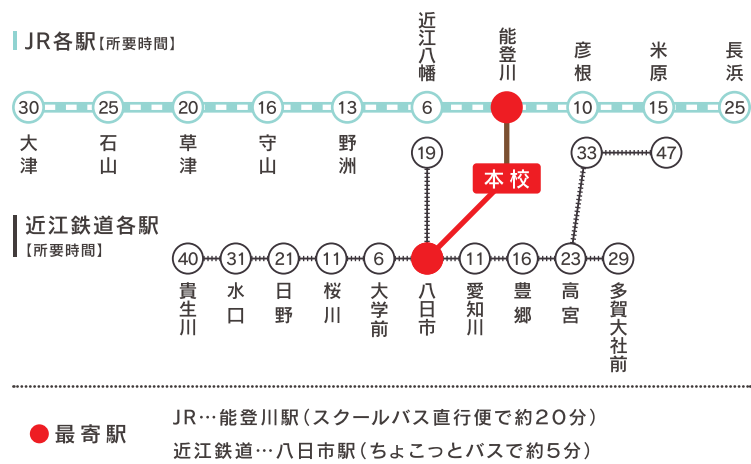 JR各駅【所要時間】
近江八幡
能登川
彦根
米原
長浜
30 25 20 16 13 6 10 15 25
大津
石山
草津
守山
野洲
19 33 47
本校
近江鉄道各駅
【所要時間】
40 31 21 11 6 11 16 23 29
貴生川
水口
日野
桜川
大学前
八日市
愛知川
豊郷
高宮
多賀大社前
最寄駅
JR…能登川駅(スクールバス直行便で約20分)
近江鉄道…八日市駅(ちょこっとバスで約5分)